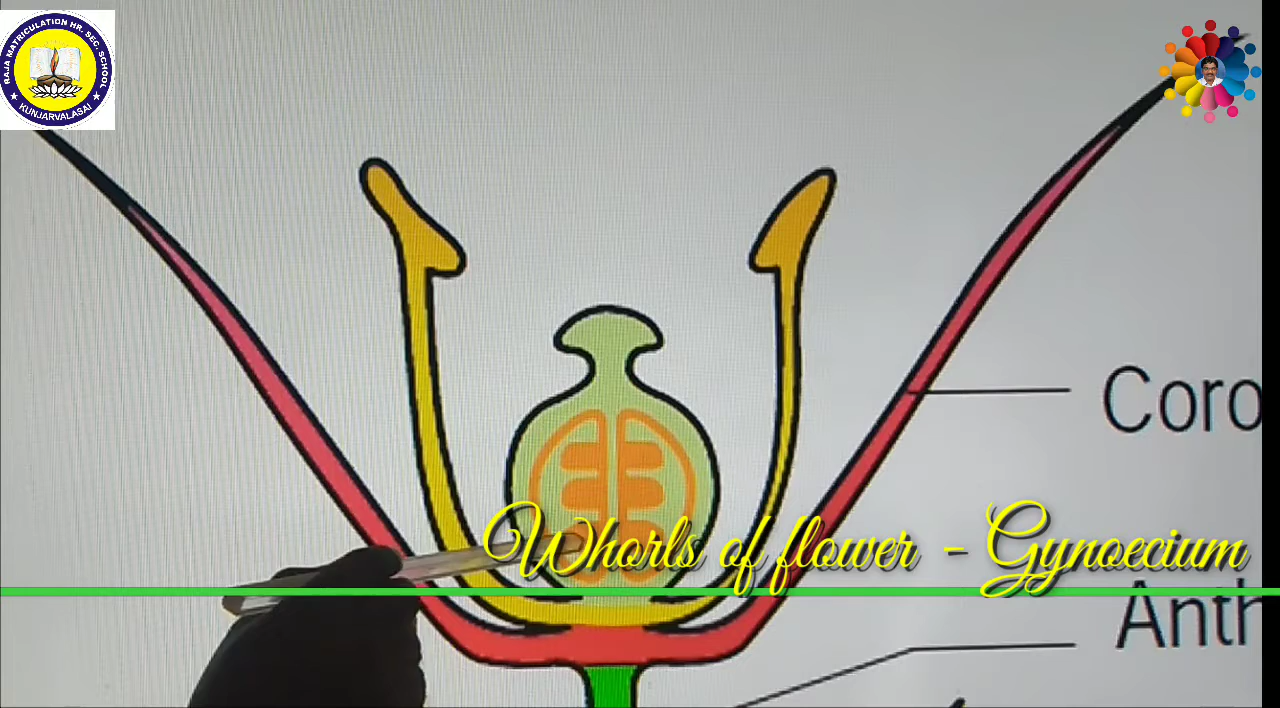 RAJA MATRICULATION HR. SEC. SCHOOL
KUNJARVALASAI
Coro
Whorls of flower - Gynoecium
Anth